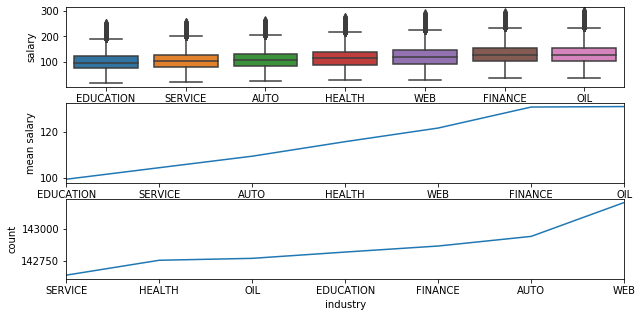 300
200
100
salary
EDUCATION SERVICE AUTO HEALTH WEB FINANCE OIL
120
100
mean salary
EDUCATION SERVICE AUTO HEALTH WEB FINANCE OIL
143000
142750
count
SERVICE HEALTH OIL EDUCATION FINANCE AUTO WEB
industry